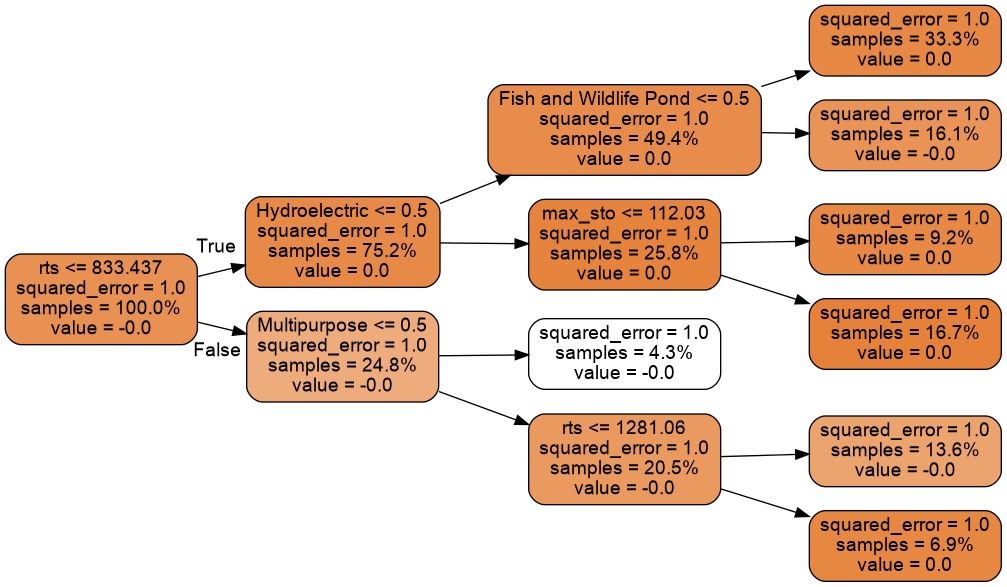 rts <= 833.437
squared_error = 1.0
samples = 100.0%
value = -0.0
True
False
Hydroelectric <= 0.5
squared_error = 1.0
samples = 75.2%
value = 0.0
Multipurpose <= 0.5
squared_error = 1.0
samples = 24.8%
value = -0.0
Fish and Wildlife Pond <= 0.5
squared_error = 1.0
samples = 49.4%
value = 0.0
max_sto <= 112.03
squared_error = 1.0
samples = 25.8%
value = 0.0
squared_error = 1.0
samples = 4.3%
value = -0.0
rts <= 1281.06
squared_error = 1.0
samples = 20.5%
value = -0.0
squared_error = 1.0
samples = 33.3%
value = 0.0
squared_error = 1.0
samples = 16.1%
value = -0.0
squared_error = 1.0
samples = 9.2%
value = 0.0
squared_error = 1.0
samples = 16.7%
value = 0.0
squared_error = 1.0
samples = 13.6%
value = -0.0
squared_error = 1.0
samples = 6.9%
value = 0.0